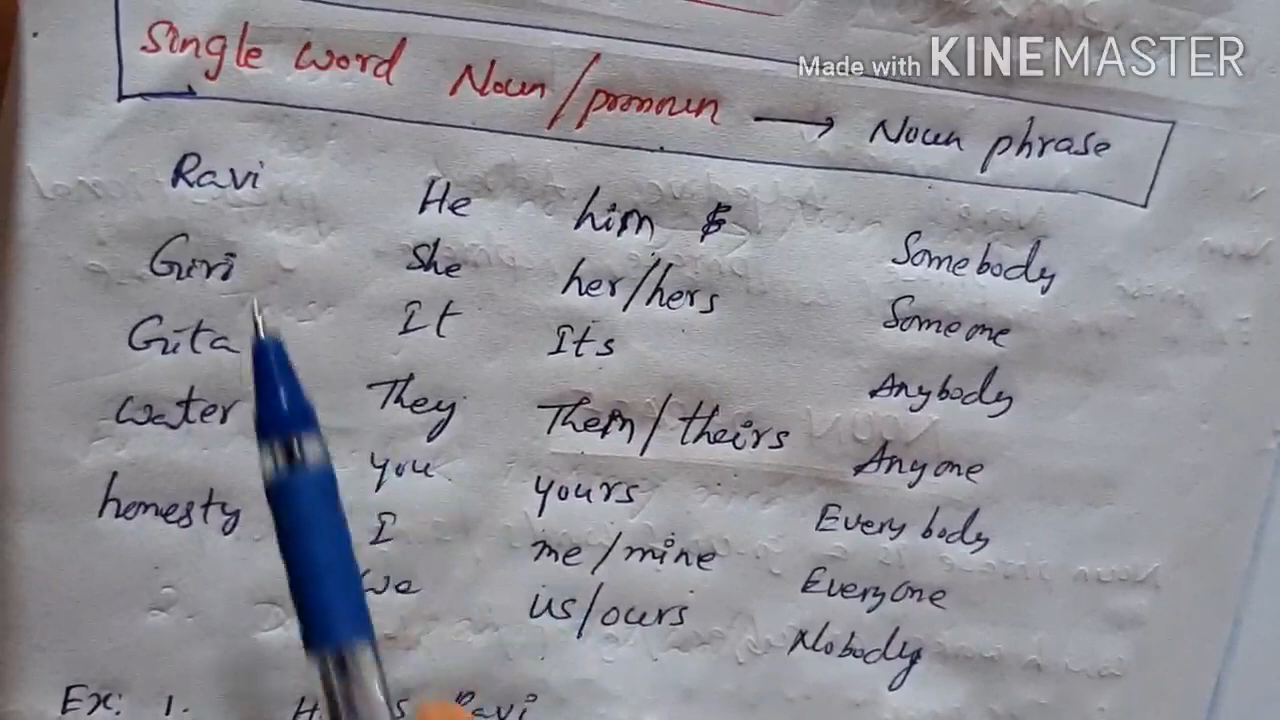 Made with KINEMASTER
Single word Noun/pronoun → Noun phrase
Ravi He him Somebody
Giri She her/hers Someone
Gita It Its Anybody
water They Them/theirs Anyone
honesty you yours Everybody
I me/mine Everyone
we us/ours Nobody
Ex: 1. Ravi